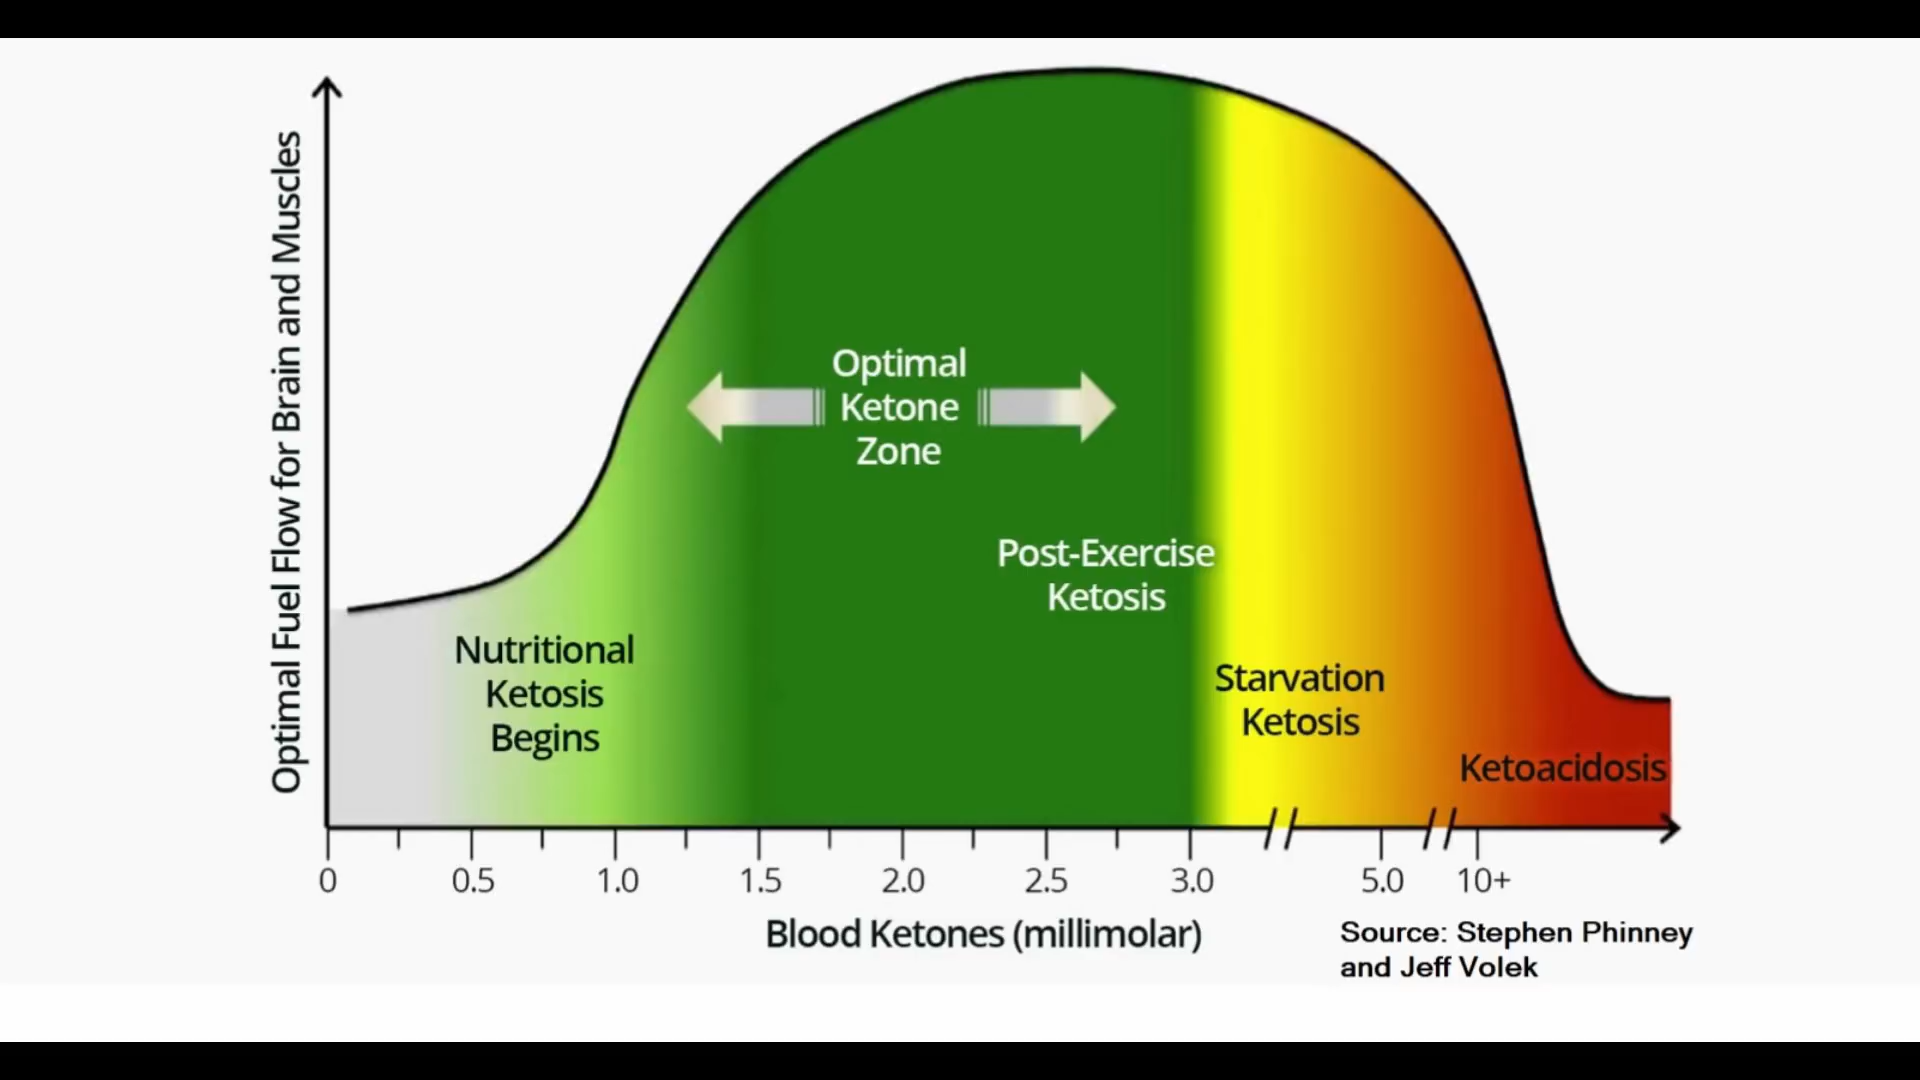 Optimal Fuel Flow for Brain and Muscles
Optimal
Ketone
Zone
Post-Exercise
Ketosis
Nutritional
Ketosis
Begins
Starvation
Ketosis
Ketoacidosis
0 0.5 1.0 1.5 2.0 2.5 3.0 5.0 10+
Blood Ketones (millimolar)
Source: Stephen Phinney
and Jeff Volek